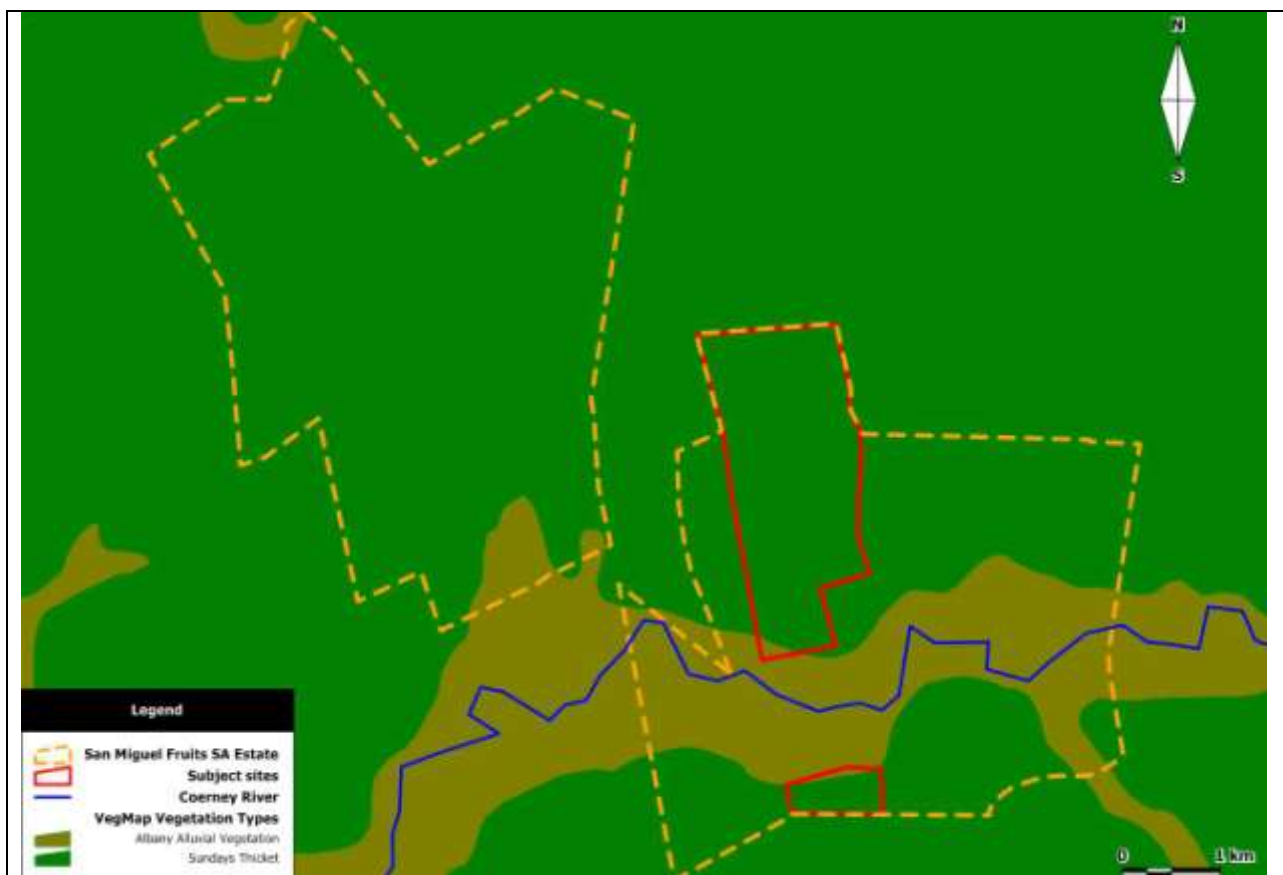 N
S
Legend
San Miguel Fruits SA Estate
Subject sites
Coerney River
VegMap Vegetation Types
Albany Alluvial Vegetation
Sundays Thicket
0 1 km